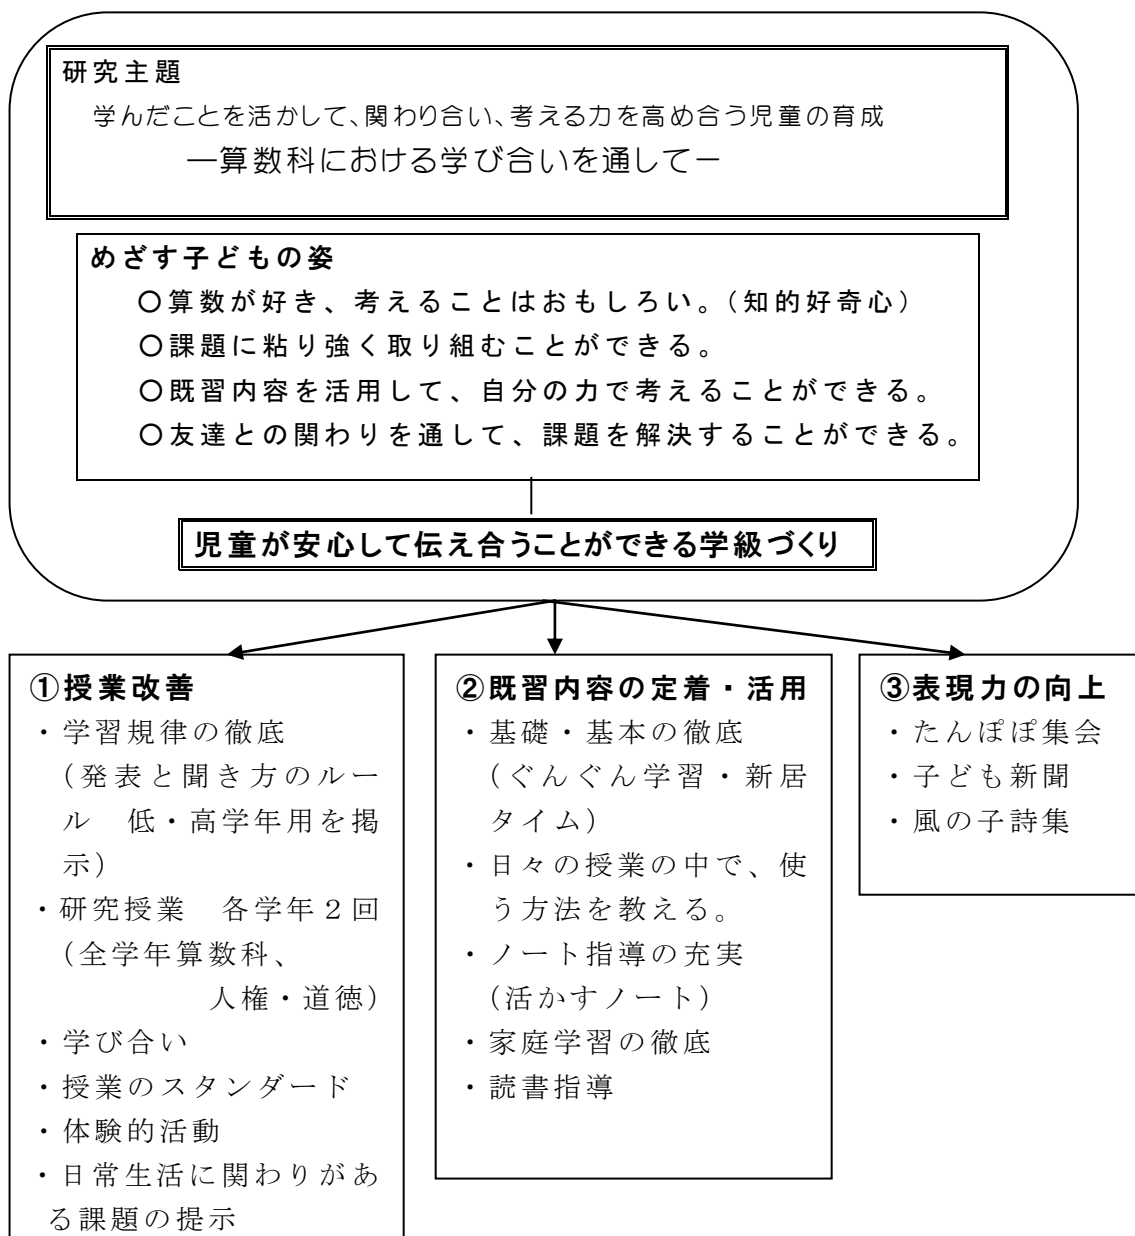 研究主題
学んだことを活かして、関わり合い、考える力を高め合う児童の育成
―算数科における学び合いを通して－
めざす子どもの姿
○算数が好き、考えることはおもしろい。(知的好奇心)
○課題に粘り強く取り組むことができる。
○既習内容を活用して、自分の力で考えることができる。
○友達との関わりを通して、課題を解決することができる。
児童が安心して伝え合うことができる学級づくり
①授業改善
・学習規律の徹底
(発表と聞き方のルー
ル　低・高学年用を掲
示)
・研究授業　各学年２回
(全学年算数科、
人権・道徳)
・学び合い
・授業のスタンダード
・体験的活動
・日常生活に関わりがあ
る課題の提示
②既習内容の定着・活用
・基礎・基本の徹底
(ぐんぐん学習・新居
タイム)
・日々の授業の中で、使
う方法を教える。
・ノート指導の充実
(活かすノート)
・家庭学習の徹底
・読書指導
③表現力の向上
・たんぽぽ集会
・子ども新聞
・風の子詩集